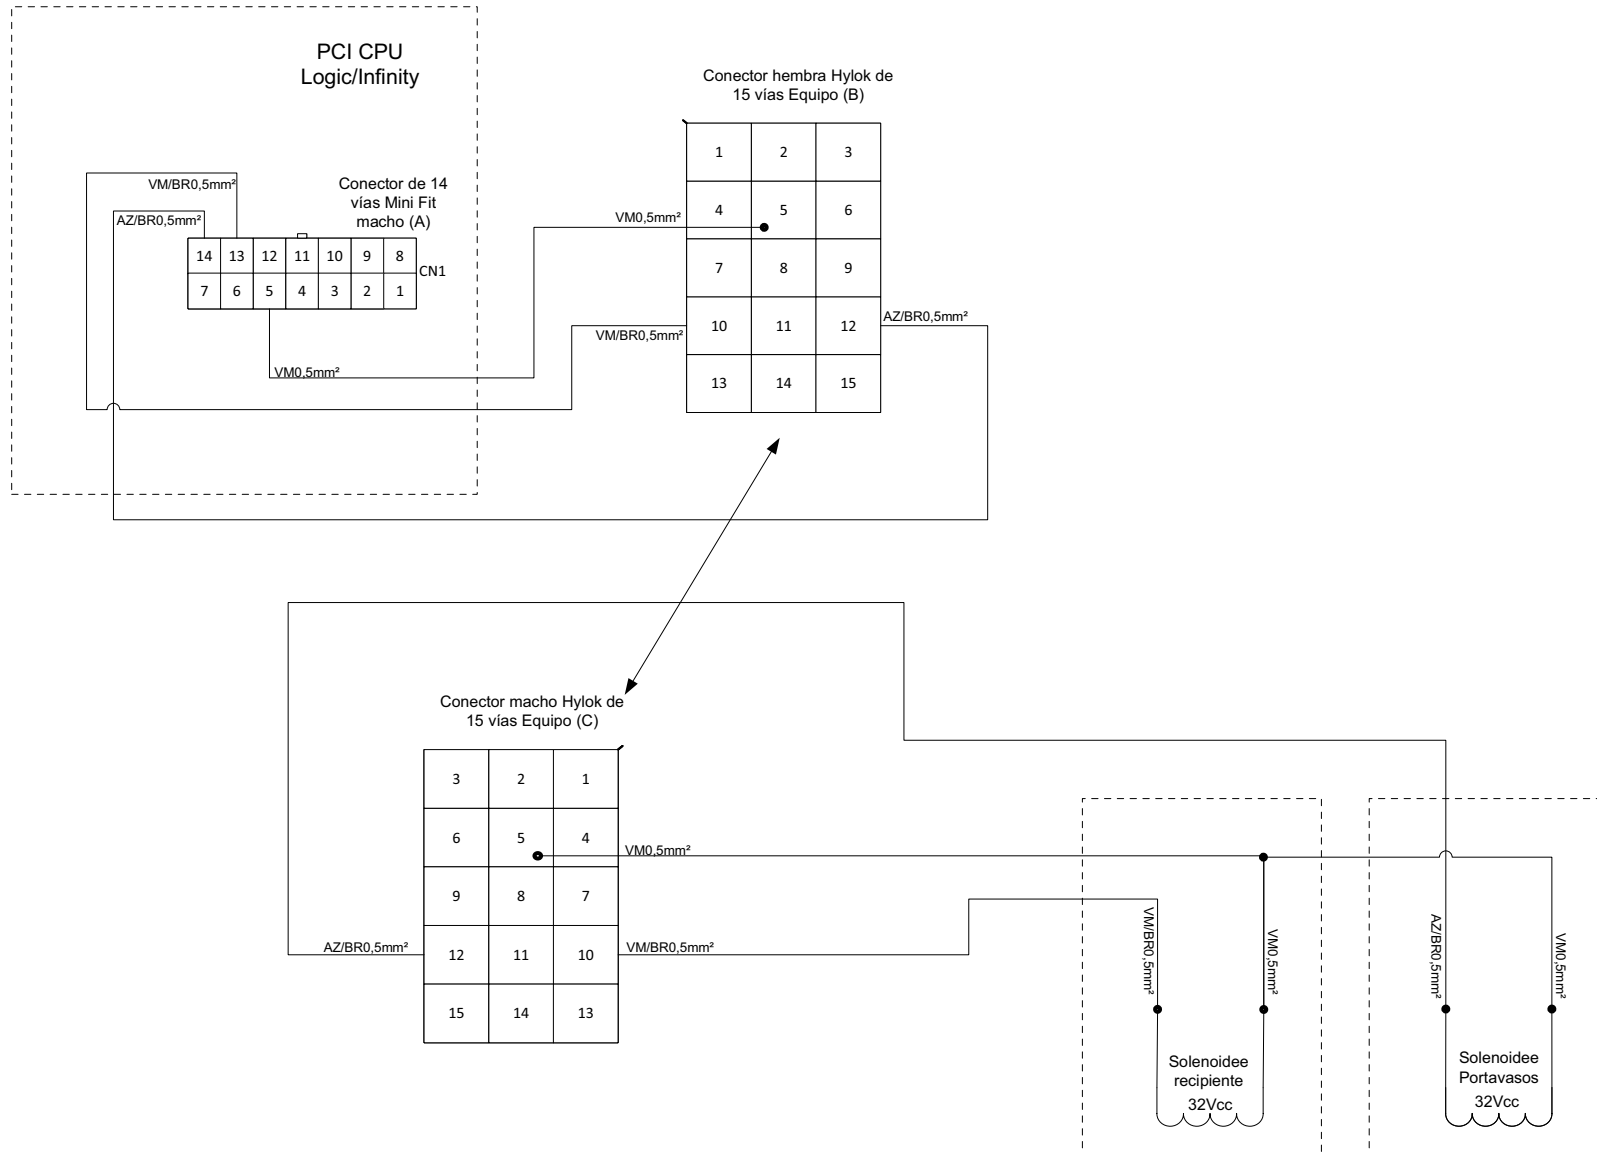 PCI CPU
Logic/Infinity
Conector hembra Hylok de
15 vías Equipo (B)
1 2 3
4 5 6
7 8 9
10 11 12
13 14 15
VM/BR0,5mm²
AZ/BR0,5mm²
Conector de 14
vías Mini Fit
macho (A)
14 13 12 11 10 9 8
7 6 5 4 3 2 1
CN1
VM0,5mm²
VM0,5mm²
VM/BR0,5mm²
AZ/BR0,5mm²
Conector macho Hylok de
15 vías Equipo (C)
3 2 1
6 5 4
9 8 7
12 11 10
15 14 13
VM0,5mm²
AZ/BR0,5mm²
VM/BR0,5mm²
VM/BR0,5mm²
VM0,5mm²
AZ/BR0,5mm²
VM0,5mm²
Solenoidee
recipiente
32Vcc
Solenoidee
Portavasos
32Vcc